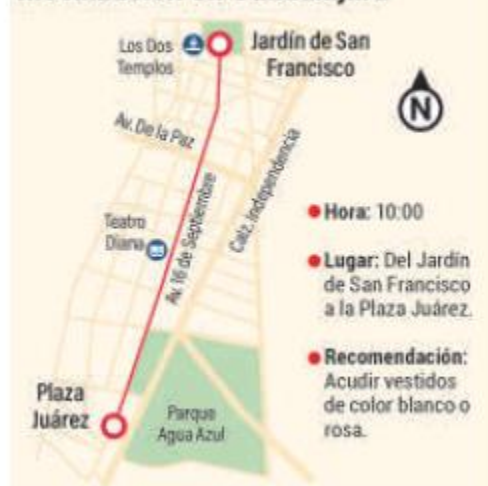 Los Dos
Templos
Jardín de San
Francisco
N
Av. De la Paz
Calz. Independencia
Teatro
Diana
Av. 16 de Septiembre
Hora: 10:00
Lugar: Del Jardín
de San Francisco
a la Plaza Juárez.
Recomendación:
Acudir vestidos
de color blanco o
rosa.
Plaza
Juárez
Parque
Agua Azul